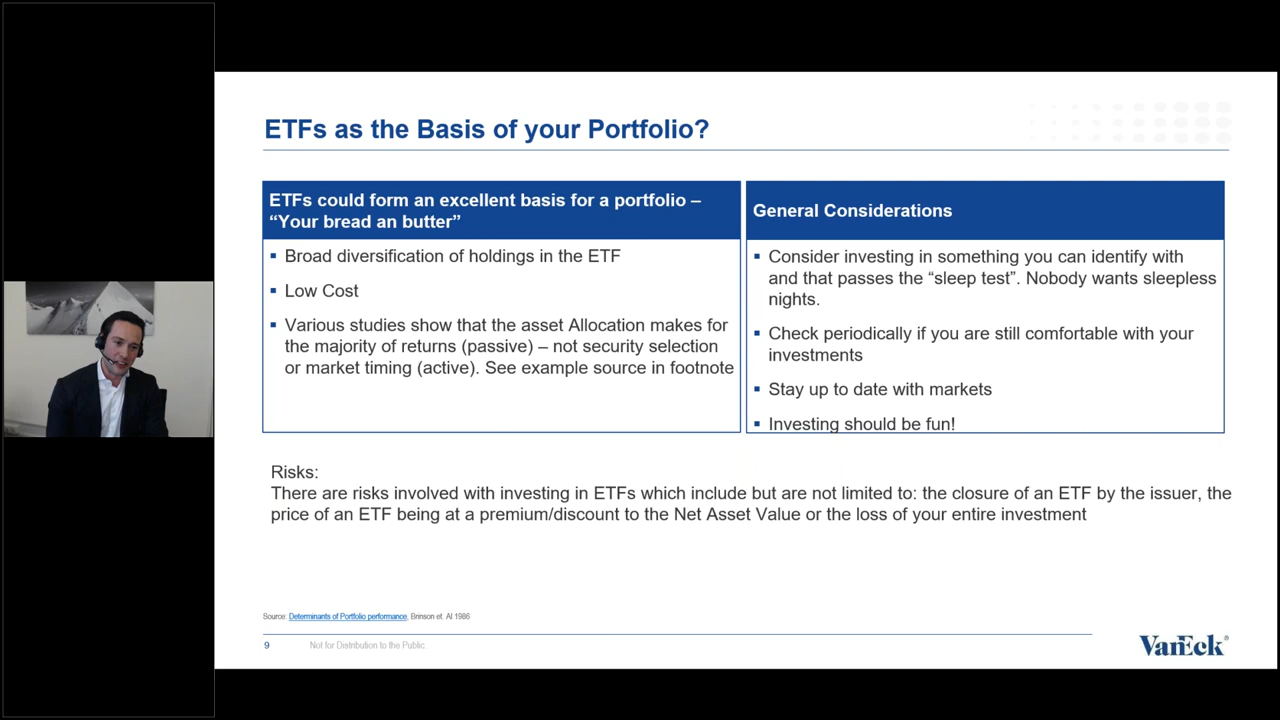 ETFs as the Basis of your Portfolio?
ETFs could form an excellent basis for a portfolio –
“Your bread an butter”
▪ Broad diversification of holdings in the ETF
▪ Low Cost
▪ Various studies show that the asset Allocation makes for
the majority of returns (passive) – not security selection
or market timing (active). See example source in footnote
General Considerations
▪ Consider investing in something you can identify with
and that passes the “sleep test”. Nobody wants sleepless
nights.
▪ Check periodically if you are still comfortable with your
investments
▪ Stay up to date with markets
▪ Investing should be fun!
Risks:
There are risks involved with investing in ETFs which include but are not limited to: the closure of an ETF by the issuer, the
price of an ETF being at a premium/discount to the Net Asset Value or the loss of your entire investment
Source: Determinants of Portfolio performance, Brinson et. Al 1986
9 Not for Distribution to the Public.
VanEck®